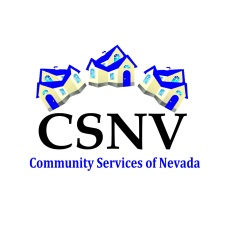 CSNV
Community Services of Nevada